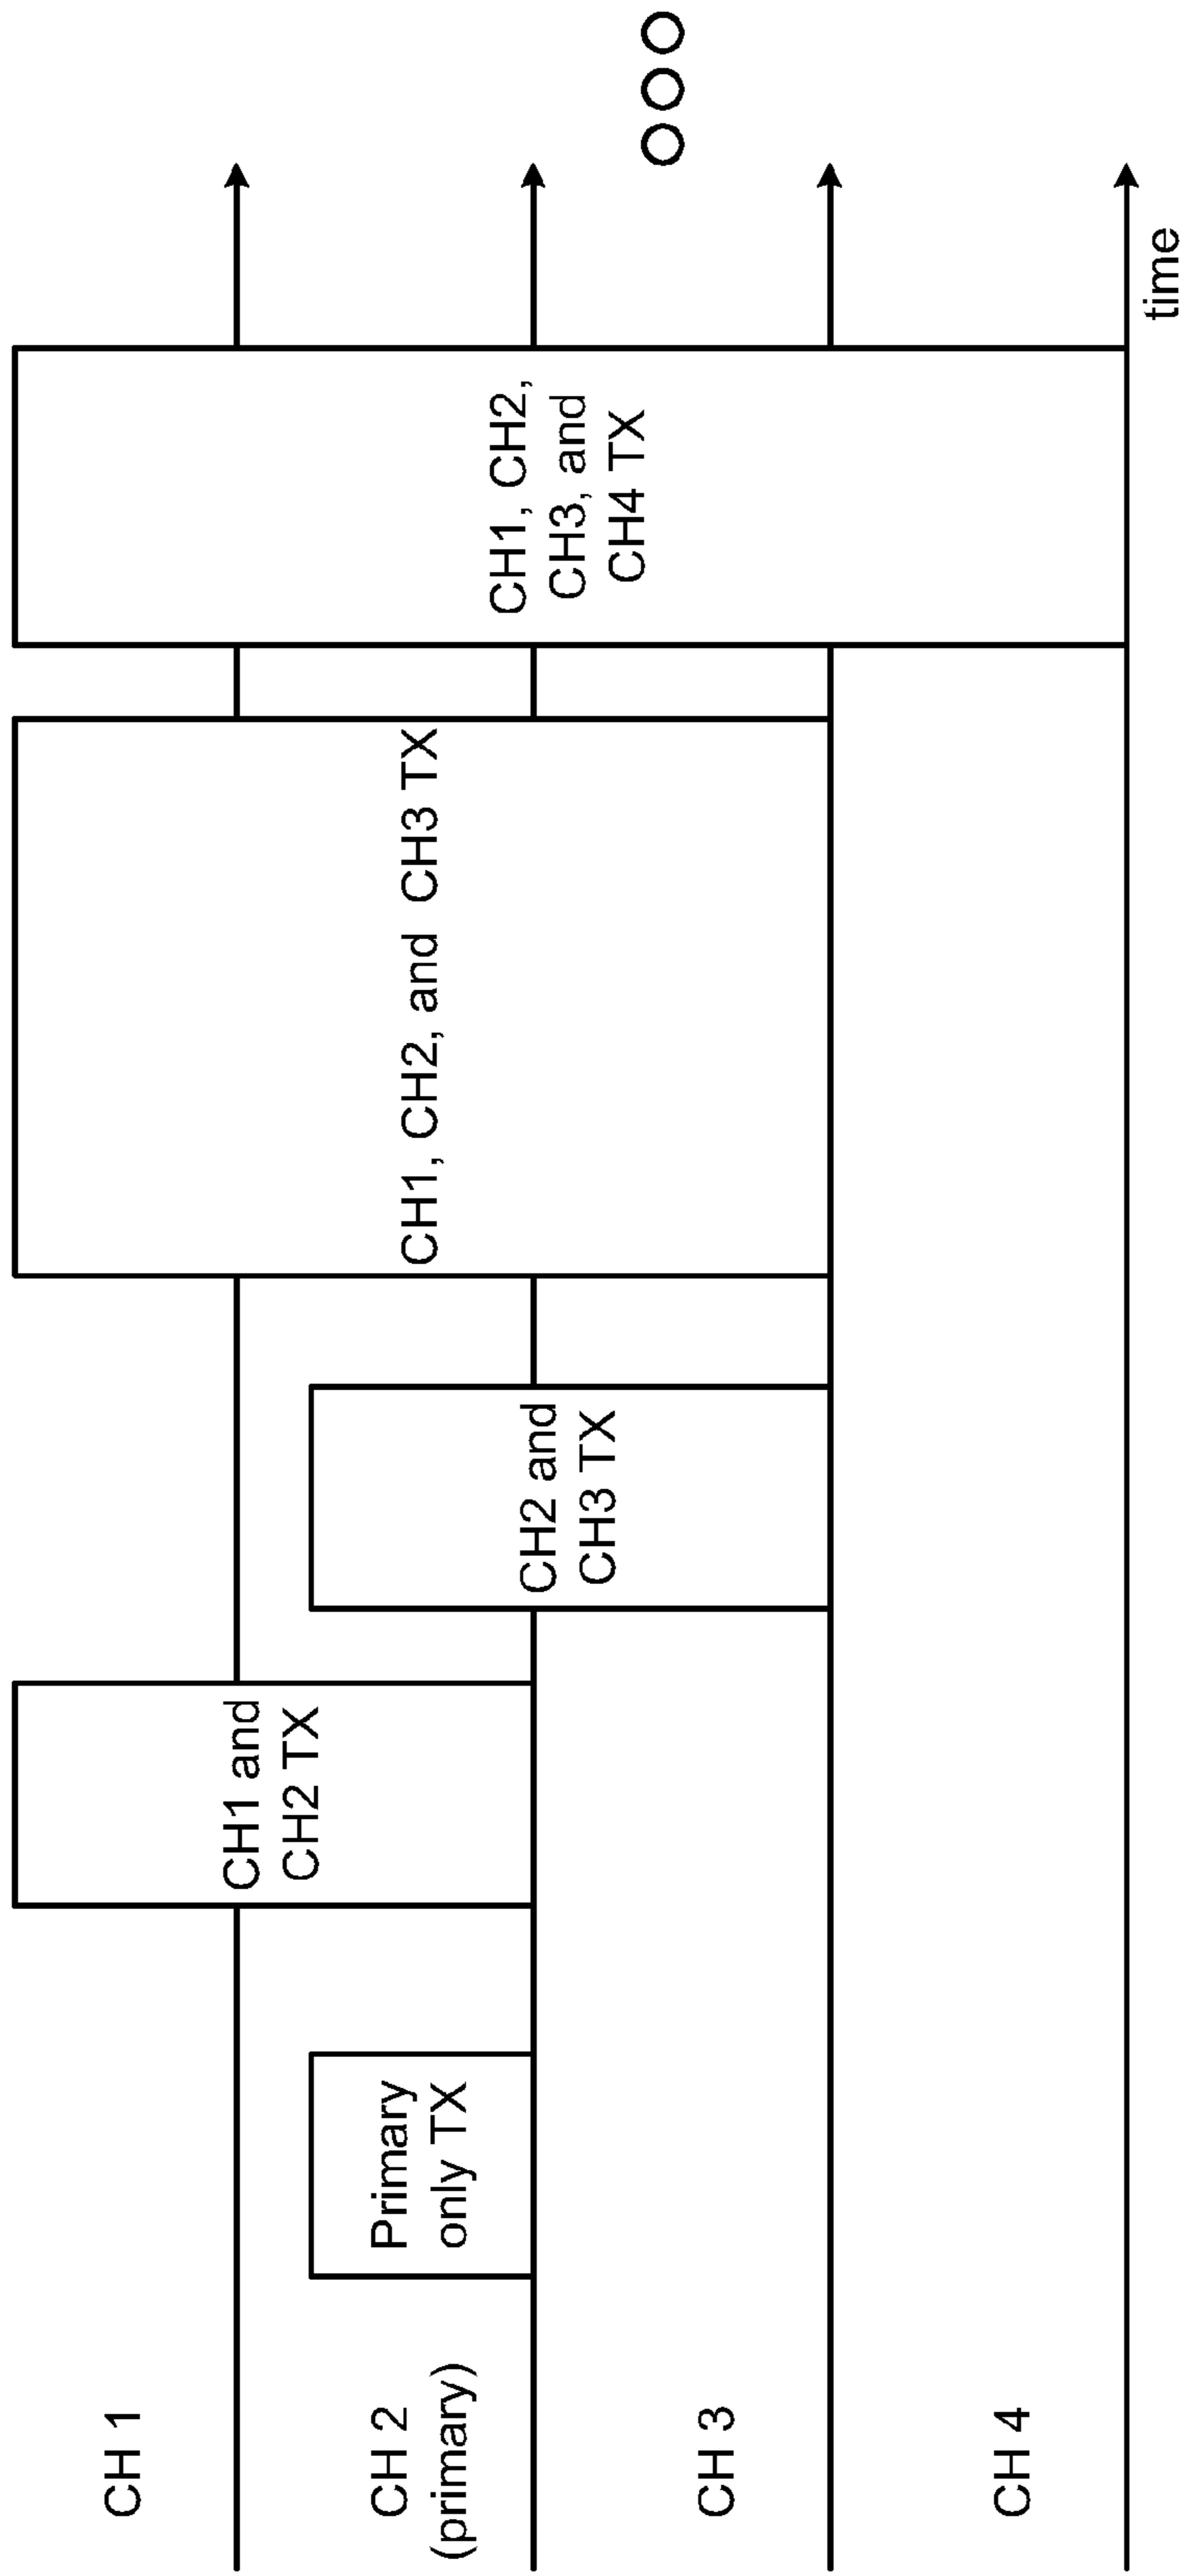 CH 1
CH 2
(primary)
CH 3
CH 4
Primary
only TX
CH1 and
CH2 TX
CH2 and
CH3 TX
CH1, CH2, and CH3 TX
CH1, CH2,
CH3, and
CH4 TX
time